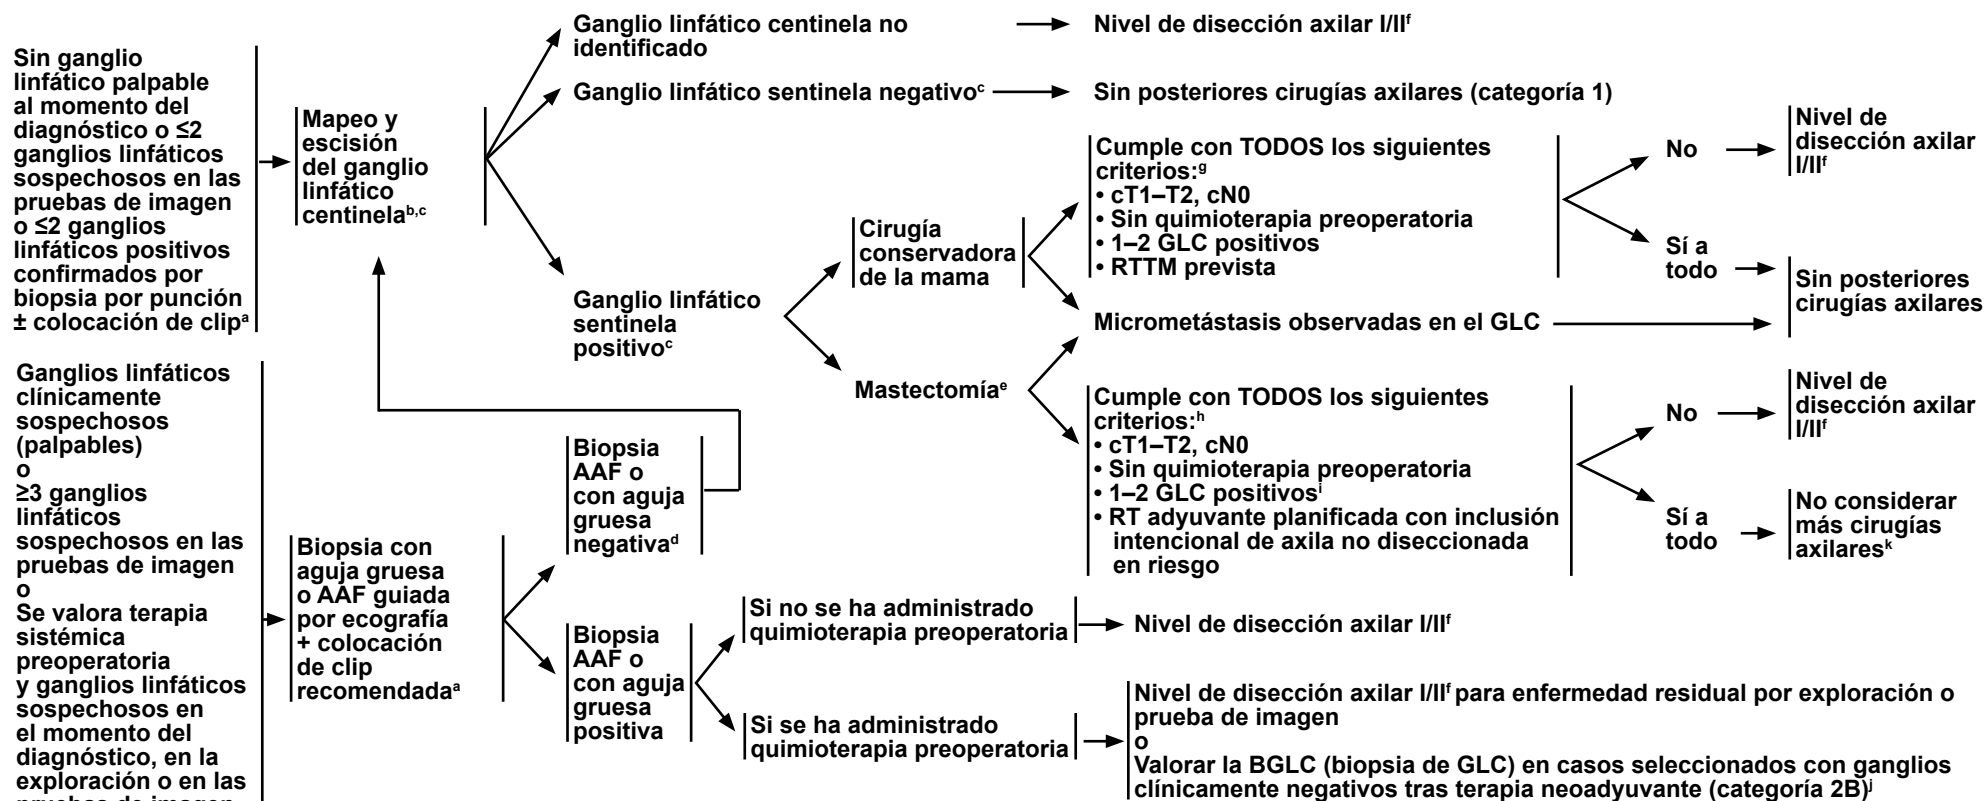 Sin ganglio
linfático palpable
al momento del
diagnóstico o ≤2
ganglios linfáticos
sospechosos en las
pruebas de imagen
o ≤2 ganglios
linfáticos positivos
confirmados por
biopsia por punción
± colocación de clipᵃ
Mapeo y
escisión
del ganglio
linfático
centinelaᵇ,ᶜ
Ganglio linfático centinela no
identificado
Nivel de disección axilar I/IIᶠ
Ganglio linfático sentinela negativoᶜ
Sin posteriores cirugías axilares (categoría 1)
Ganglio linfático
sentinela
positivoᶜ
Cirugía
conservadora
de la mama
Cumple con TODOS los siguientes
criterios:ᵍ
• cT1–T2, cN0
• Sin quimioterapia preoperatoria
• 1–2 GLC positivos
• RTTM prevista
No
Nivel de
disección axilar
I/IIᶠ
Sí a
todo
Sin posteriores
cirugías axilares
Micrometástasis observadas en el GLC
Mastectomíaᵉ
Cumple con TODOS los siguientes
criterios:ʰ
• cT1–T2, cN0
• Sin quimioterapia preoperatoria
• 1–2 GLC positivosⁱ
• RT adyuvante planificada con inclusión
intencional de axila no diseccionada
en riesgo
No
Nivel de
disección axilar
I/IIᶠ
Sí a
todo
No considerar
más cirugías
axilaresᵏ
Ganglios linfáticos
clínicamente
sospechosos
(palpables)
o
≥3 ganglios
linfáticos
sospechosos en las
pruebas de imagen
o
Se valora terapia
sistémica
preoperatoria
y ganglios linfáticos
sospechosos en
el momento del
diagnóstico, en la
exploración o en las
pruebas de imagen
Biopsia con
aguja gruesa
o AAF guiada
por ecografía
+ colocación
de clip
recomendadaᵃ
Biopsia
AAF o
con aguja
gruesa
negativaᵈ
Biopsia
AAF o
con aguja
gruesa
positiva
Si no se ha administrado
quimioterapia preoperatoria
Nivel de disección axilar I/IIᶠ
Si se ha administrado
quimioterapia preoperatoria
Nivel de disección axilar I/IIᶠ para enfermedad residual por exploración o
prueba de imagen
o
Valorar la BGLC (biopsia de GLC) en casos seleccionados con ganglios
clínicamente negativos tras terapia neoadyuvante (categoría 2B)ʲ